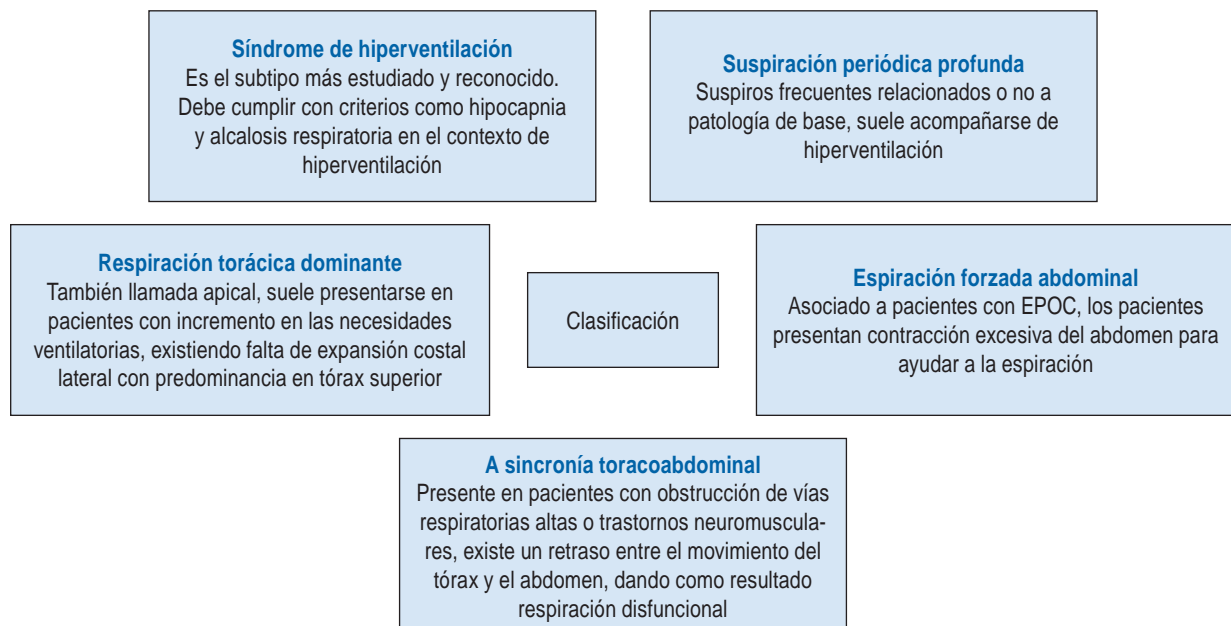 Síndrome de hiperventilación
Es el subtipo más estudiado y reconocido.
Debe cumplir con criterios como hipocapnia
y alcalosis respiratoria en el contexto de
hiperventilación
Suspiración periódica profunda
Suspiros frecuentes relacionados o no a
patología de base, suele acompañarse de
hiperventilación
Respiración torácica dominante
También llamada apical, suele presentarse en
pacientes con incremento en las necesidades
ventilatorias, existiendo falta de expansión costal
lateral con predominancia en tórax superior
Clasificación
Espiración forzada abdominal
Asociado a pacientes con EPOC, los pacientes
presentan contracción excesiva del abdomen para
ayudar a la espiración
A sincronía toracoabdominal
Presente en pacientes con obstrucción de vías
respiratorias altas o trastornos neuromuscula-
res, existe un retraso entre el movimiento del
tórax y el abdomen, dando como resultado
respiración disfuncional